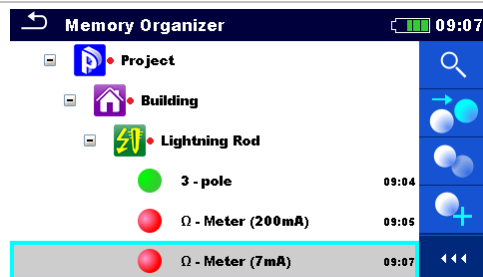 Memory Organizer 09:07
Project
Building
Lightning Rod
3 - pole 09:04
Ω - Meter (200mA) 09:05
Ω - Meter (7mA) 09:07